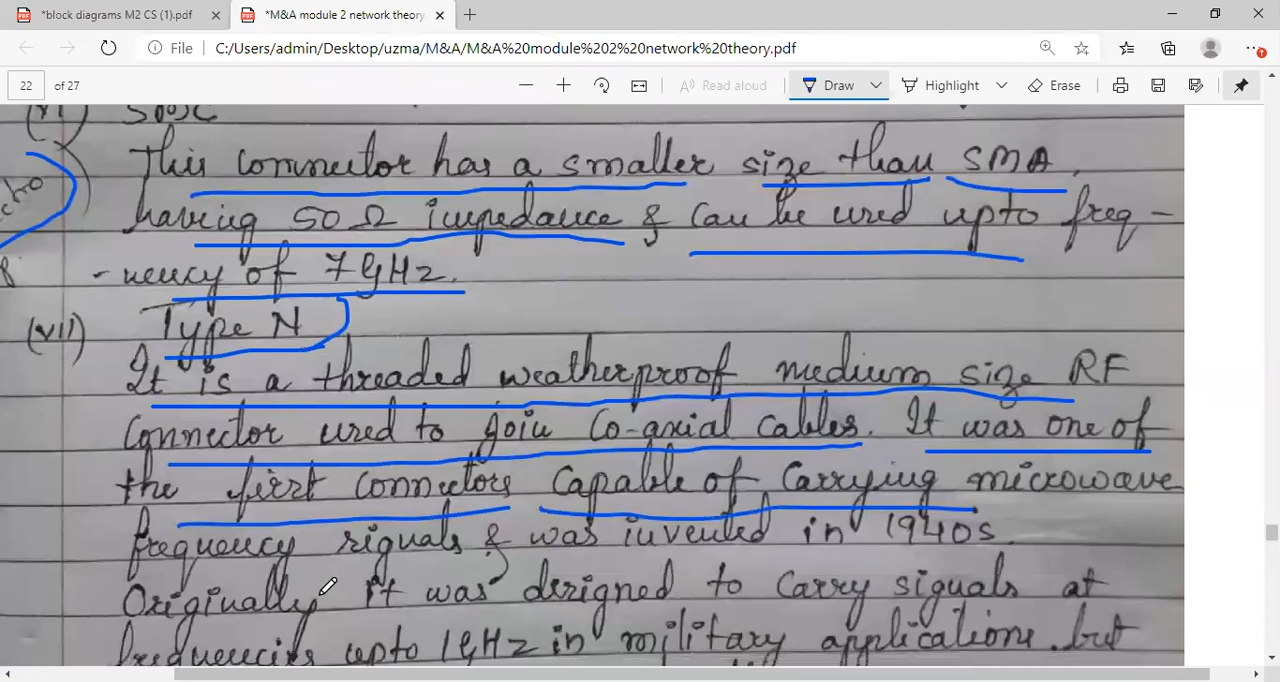 *block diagrams M2 CS (1).pdf
*M&A module 2 network theory.
File
C:/Users/admin/Desktop/uzma/M&A/M&A%20module%202%20network%20theory.pdf
22 of 27
Read aloud
Draw
Highlight
Erase
(vi)
This connector has a smaller size than SMA,
having 50Ω impedance & can be used upto freq-
-uency of 7GHz.
(vii) Type N
It is a threaded weatherproof medium size RF
connector used to join Co-axial cables. It was one of
the first connectors capable of carrying microwave
frequency signals & was invented in 1940s.
Originally it was designed to carry signals at
frequencies upto 1GHz in military applications but